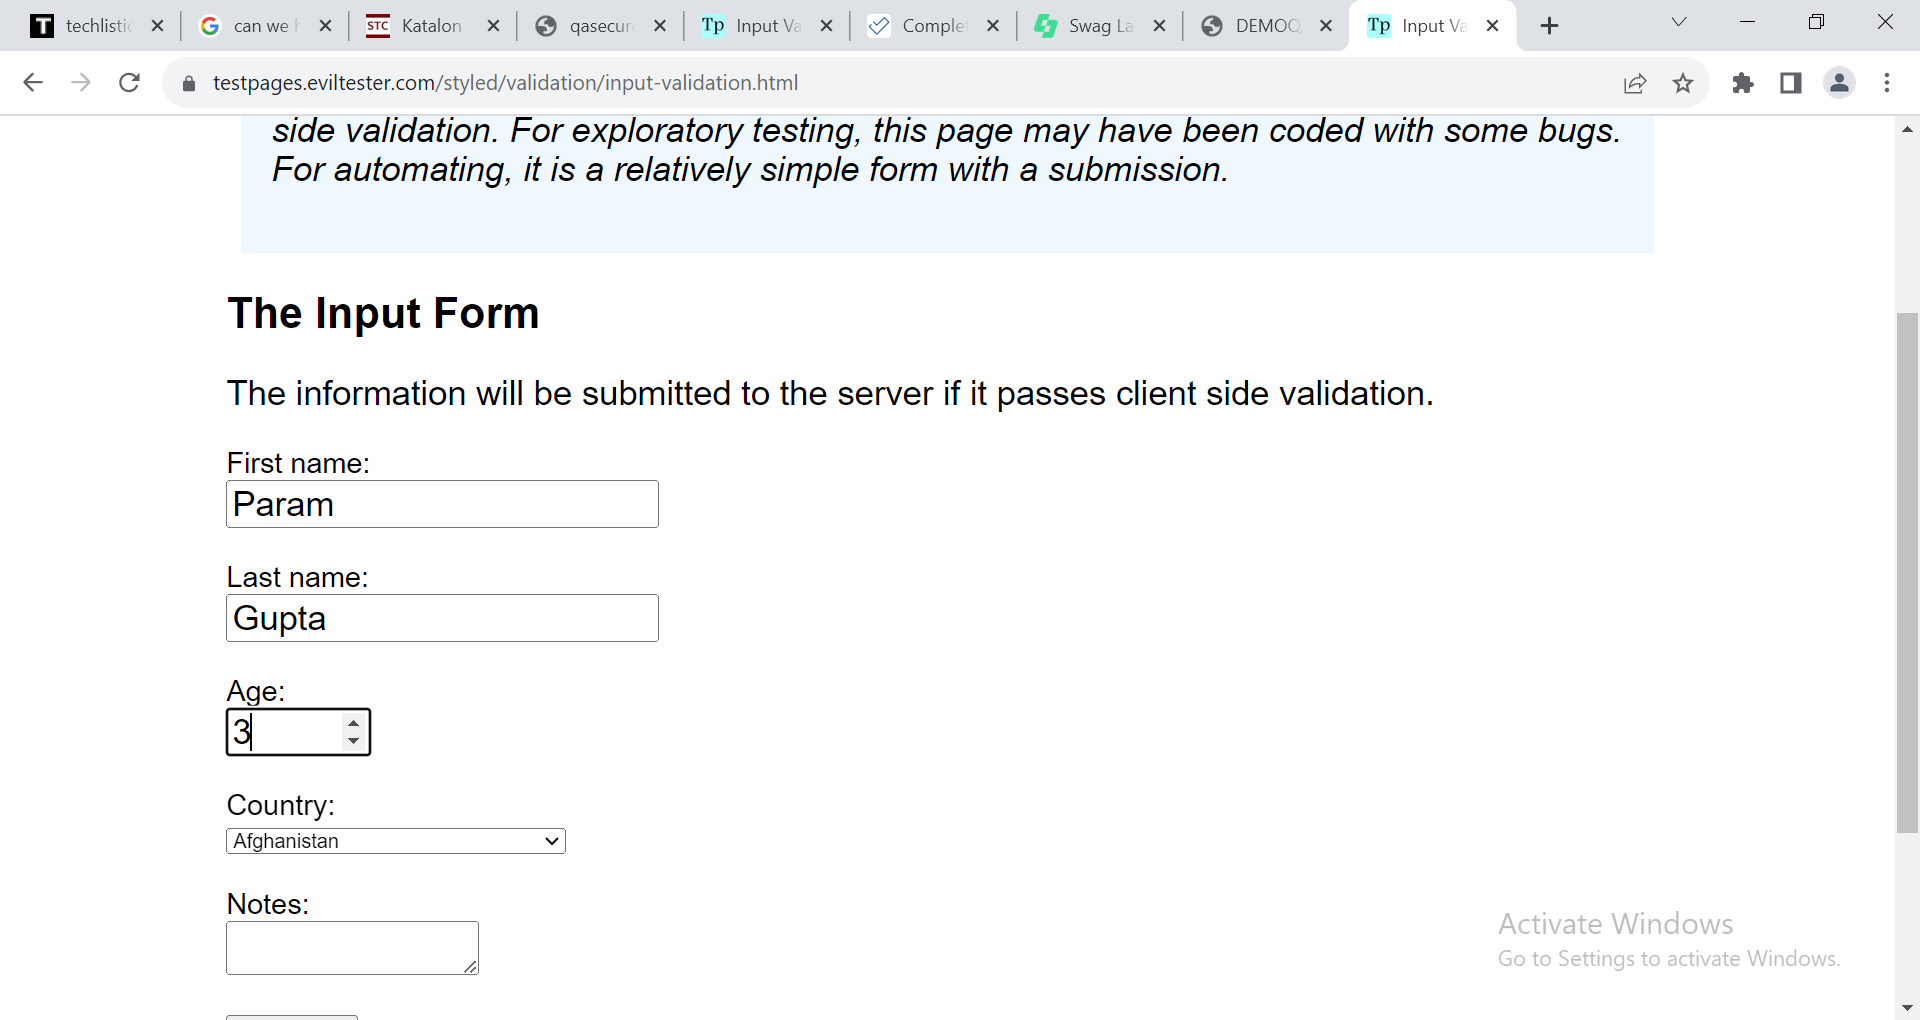 techlistic
can we h
STC Katalon
qasecure
Tp Input Va
Complet
Swag La
DEMOQ
Tp Input Va
testpages.eviltester.com/styled/validation/input-validation.html
side validation. For exploratory testing, this page may have been coded with some bugs.
For automating, it is a relatively simple form with a submission.
The Input Form
The information will be submitted to the server if it passes client side validation.
First name:
Param
Last name:
Gupta
Age:
3
Country:
Afghanistan
Notes:
Activate Windows
Go to Settings to activate Windows.